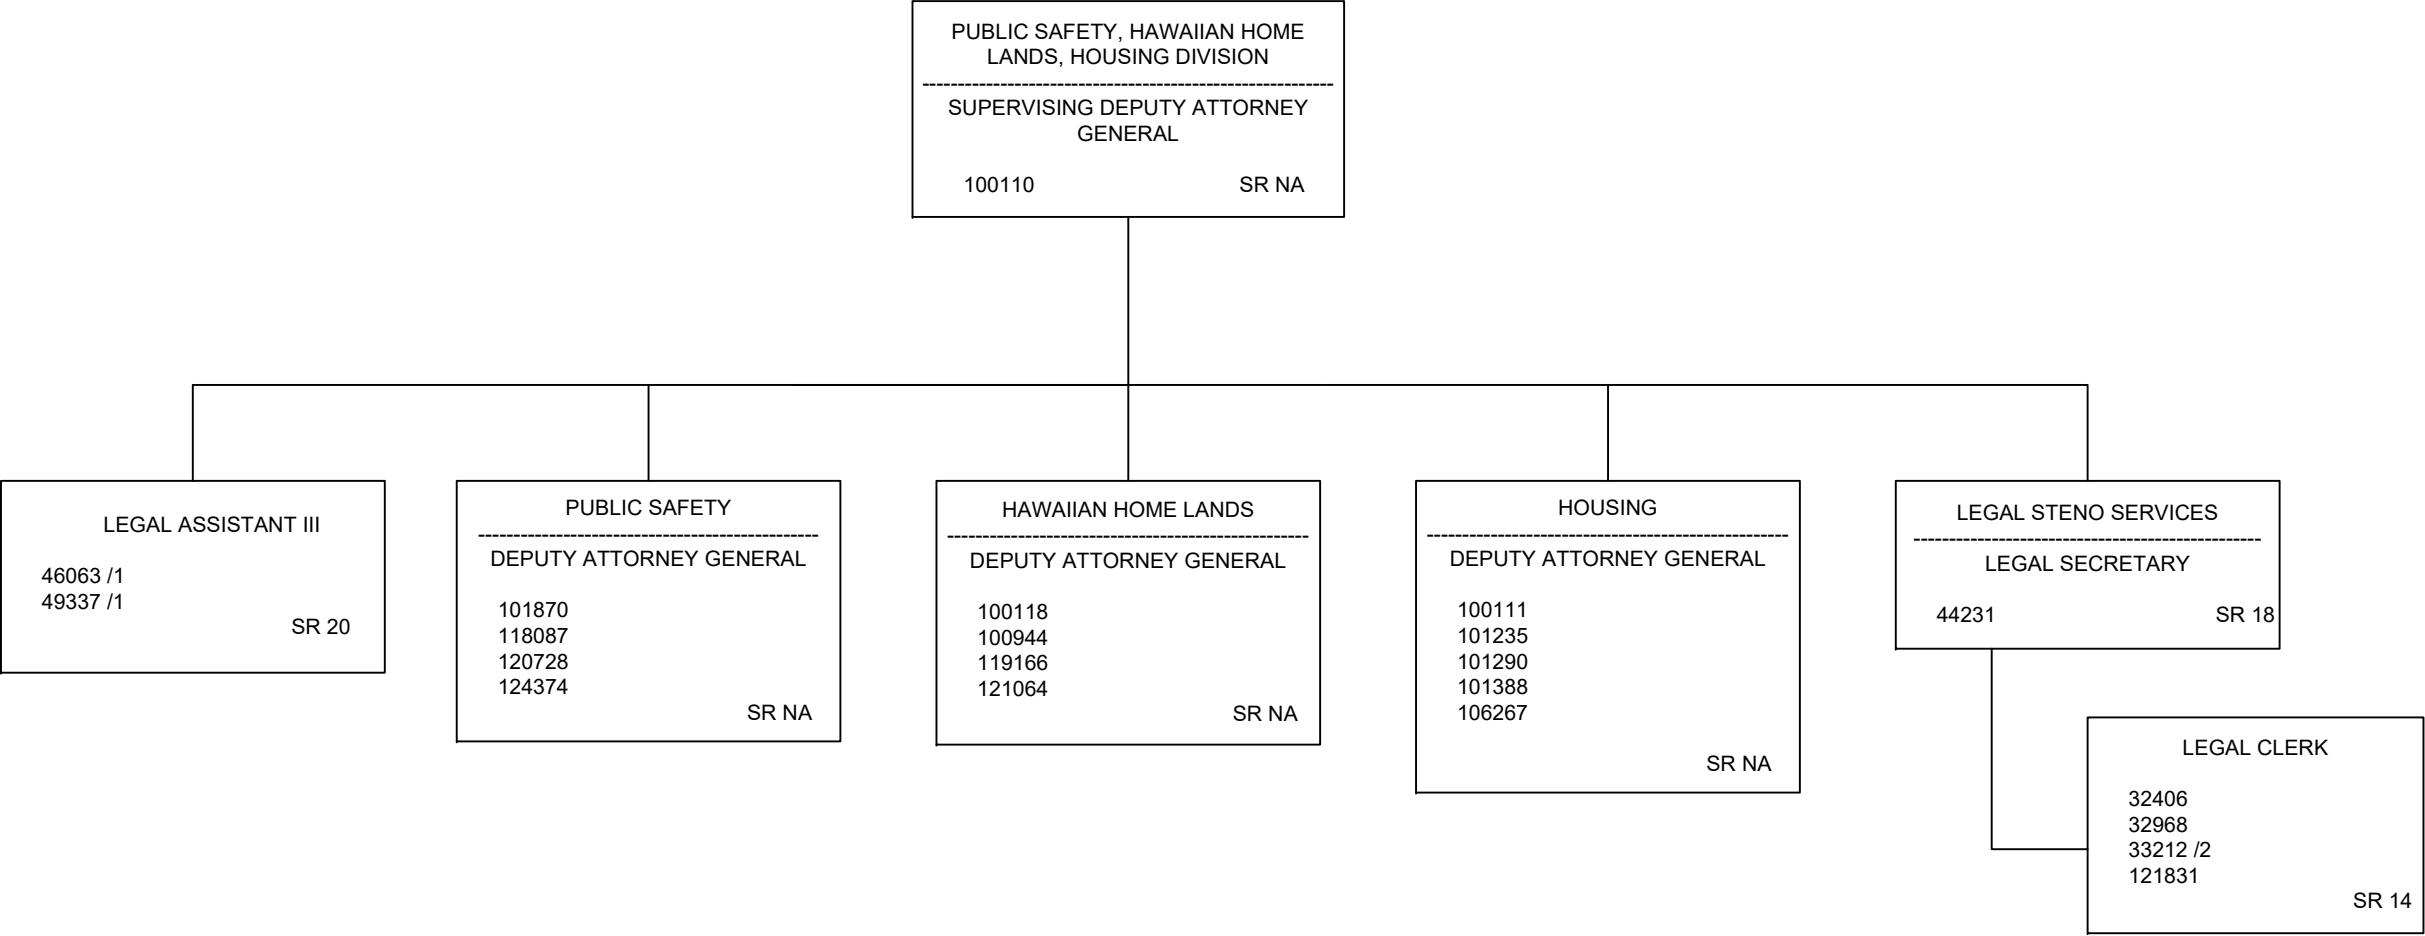 PUBLIC SAFETY, HAWAIIAN HOME
LANDS, HOUSING DIVISION
----------------------------------------------------------
SUPERVISING DEPUTY ATTORNEY
GENERAL
100110 SR NA
LEGAL ASSISTANT III
46063 /1
49337 /1
SR 20
PUBLIC SAFETY
------------------------------------------------
DEPUTY ATTORNEY GENERAL
101870
118087
120728
124374
SR NA
HAWAIIAN HOME LANDS
---------------------------------------------------
DEPUTY ATTORNEY GENERAL
100118
100944
119166
121064
SR NA
HOUSING
---------------------------------------------------
DEPUTY ATTORNEY GENERAL
100111
101235
101290
101388
106267
SR NA
LEGAL STENO SERVICES
-------------------------------------------------
LEGAL SECRETARY
44231 SR 18
LEGAL CLERK
32406
32968
33212 /2
121831
SR 14